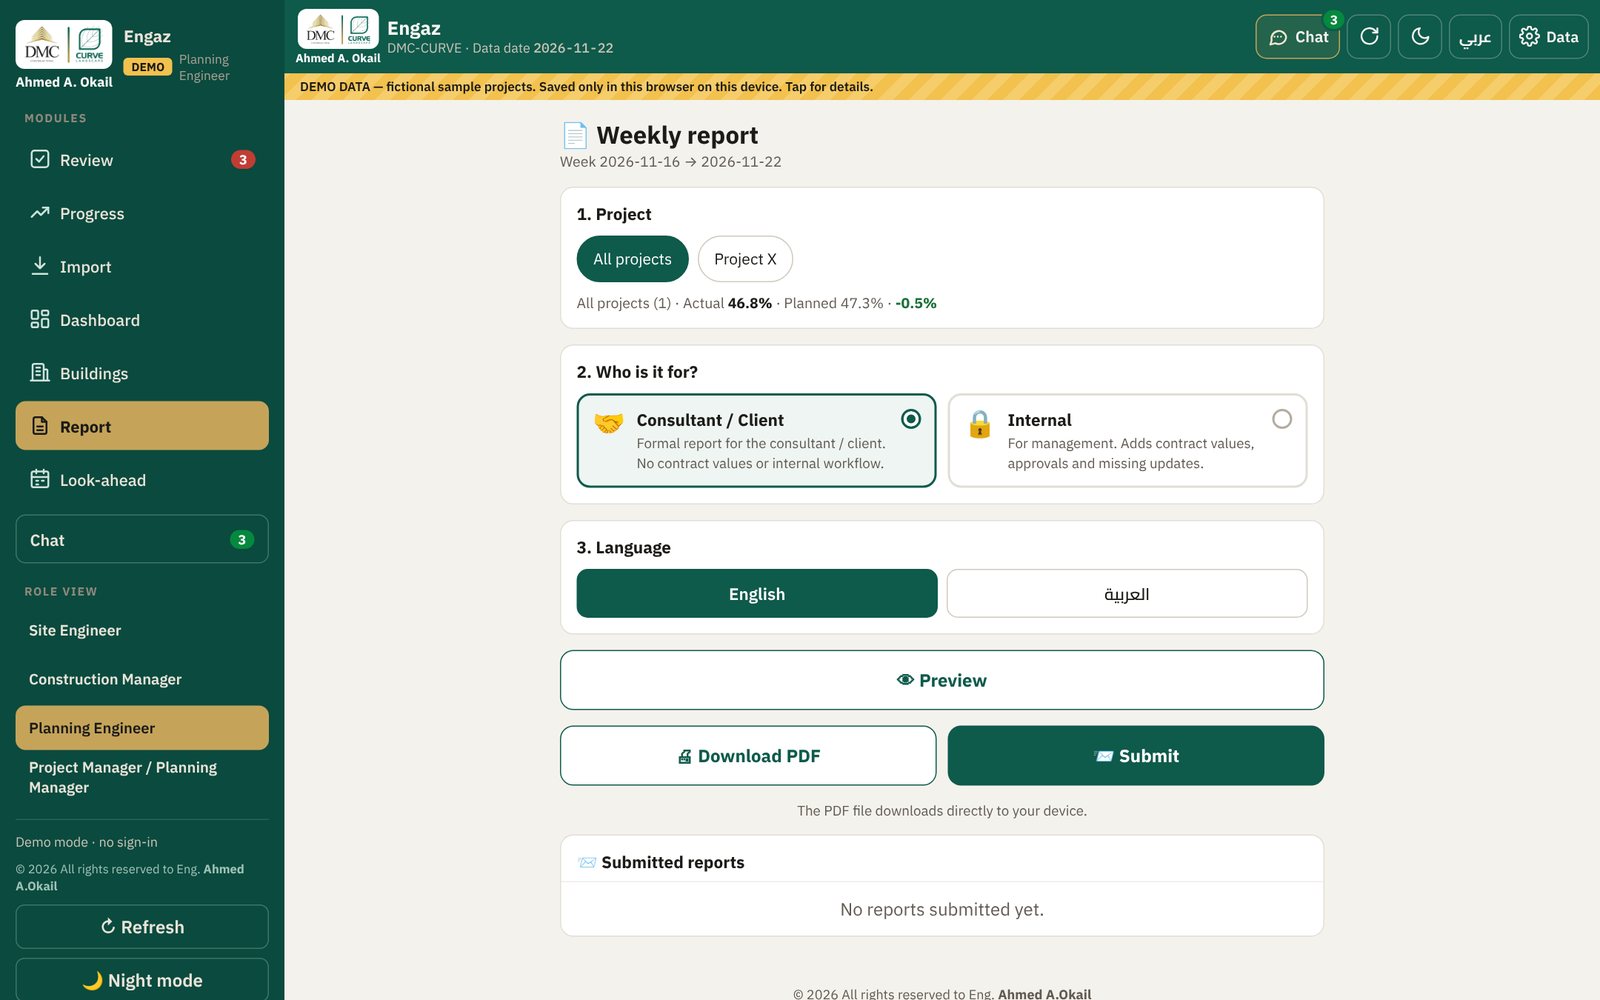 DMC
CURVE
LANDSCAPE
Engaz
DEMO
Planning
Engineer
Ahmed A. Okail
MODULES
Review
3
Progress
Import
Dashboard
Buildings
Report
Look-ahead
Chat
3
ROLE VIEW
Site Engineer
Construction Manager
Planning Engineer
Project Manager / Planning
Manager
Demo mode · no sign-in
© 2026 All rights reserved to Eng. Ahmed
A.Okail
↻ Refresh
🌙 Night mode
DMC
CURVE
Ahmed A. Okail
Engaz
DMC-CURVE · Data date 2026-11-22
Chat
3
عربي
Data
DEMO DATA — fictional sample projects. Saved only in this browser on this device. Tap for details.
📄 Weekly report
Week 2026-11-16 → 2026-11-22
1. Project
All projects
Project X
All projects (1) · Actual 46.8% · Planned 47.3% · -0.5%
2. Who is it for?
Consultant / Client
Formal report for the consultant / client.
No contract values or internal workflow.
Internal
For management. Adds contract values,
approvals and missing updates.
3. Language
English
العربية
👁 Preview
🖨 Download PDF
📨 Submit
The PDF file downloads directly to your device.
📨 Submitted reports
No reports submitted yet.
© 2026 All rights reserved to Eng. Ahmed A.Okail